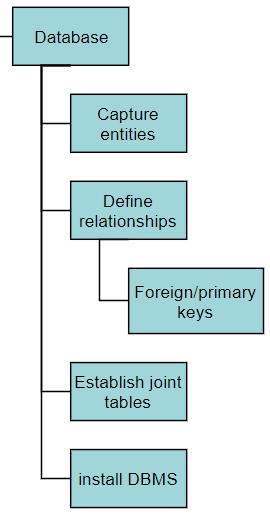 Database
Capture
entities
Define
relationships
Foreign/primary
keys
Establish joint
tables
install DBMS